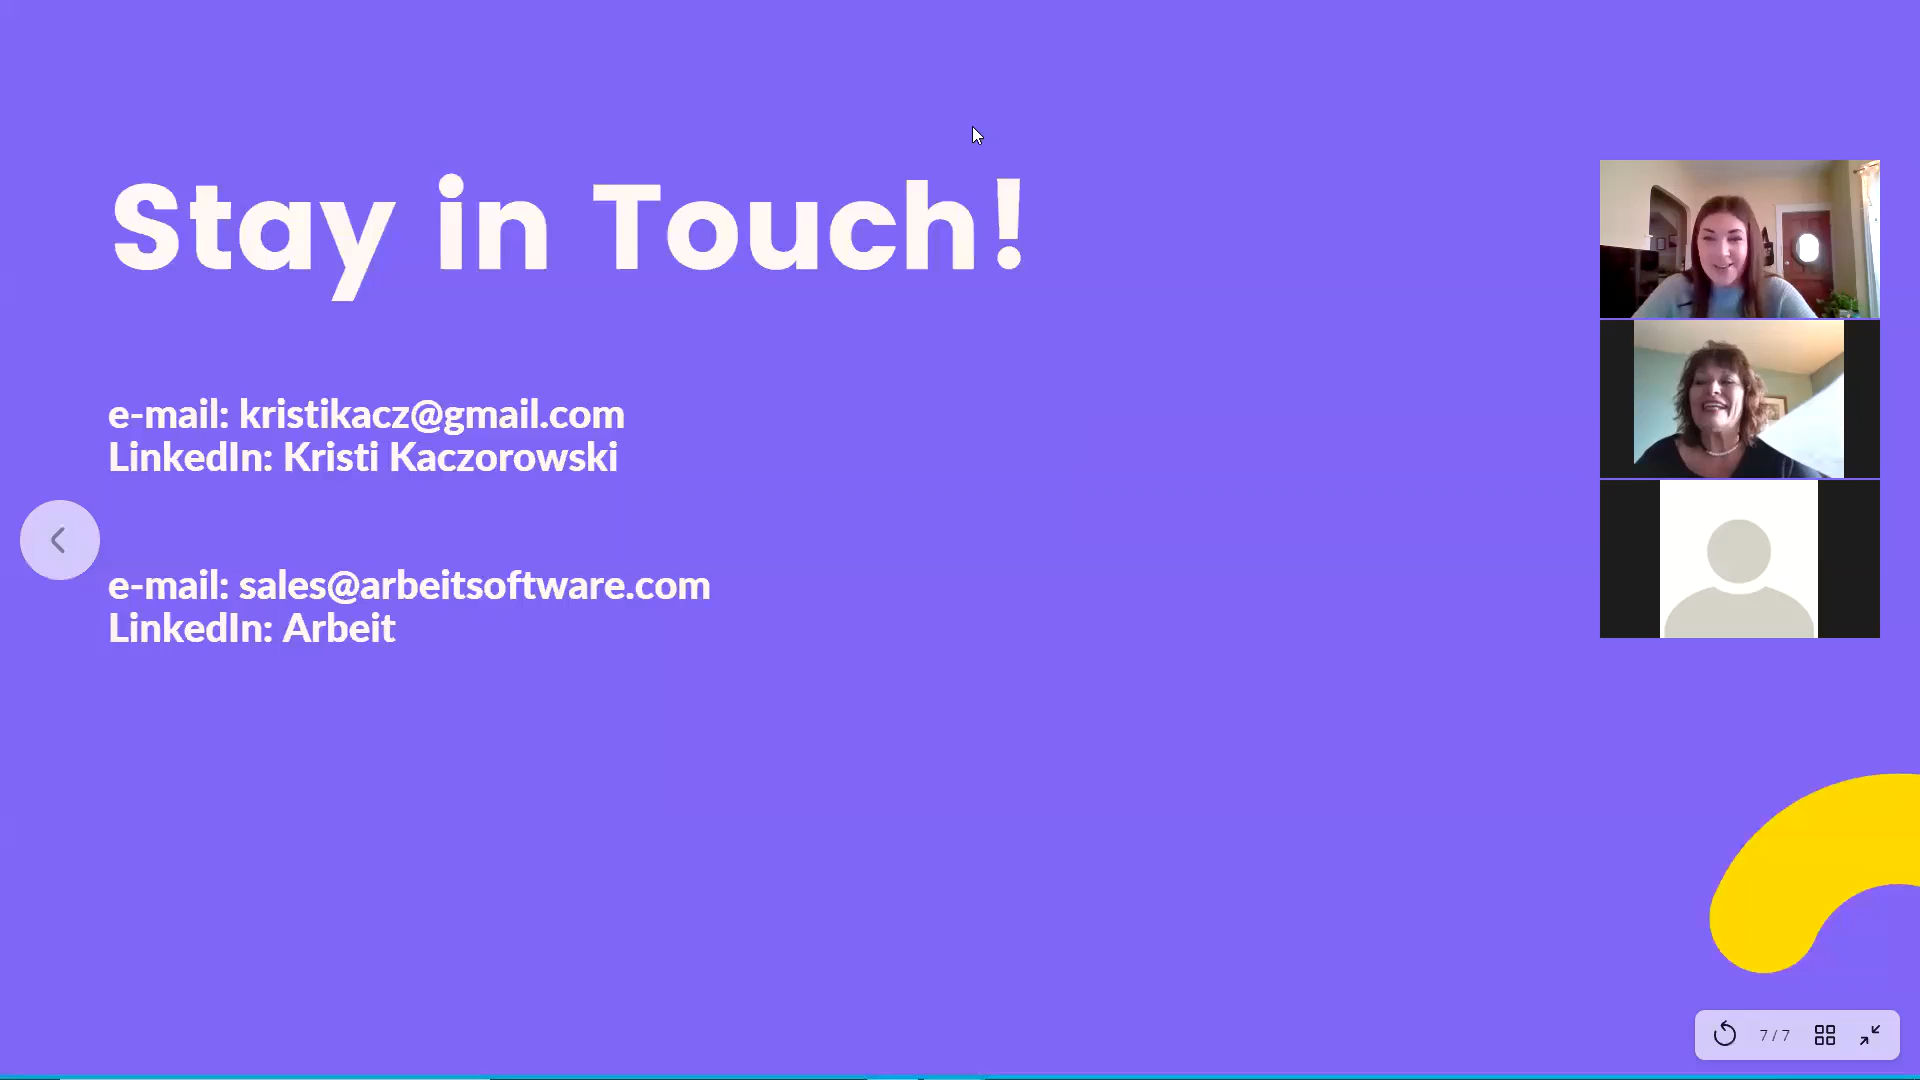 Stay in Touch!
e-mail: kristikacz@gmail.com
LinkedIn: Kristi Kaczorowski
e-mail: sales@arbeitsoftware.com
LinkedIn: Arbeit
7 / 7